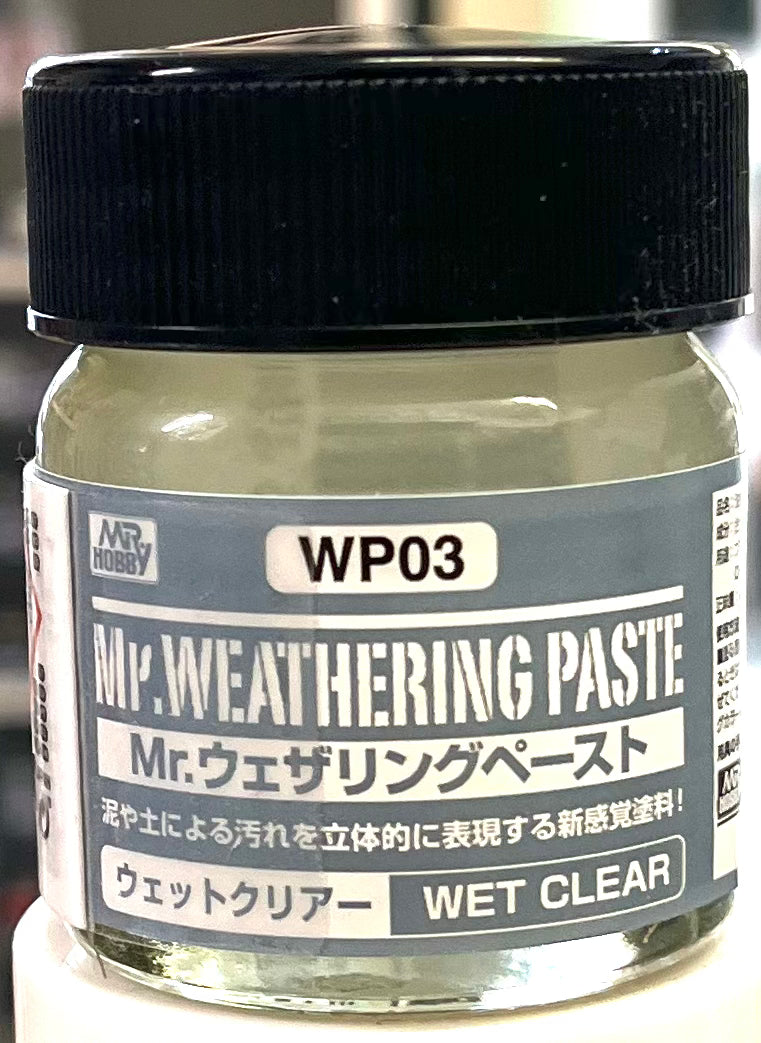 MR.
HOBBY
WP03
Mr.WEATHERING PASTE
Mr.ウェザリングペースト
泥や土による汚れを立体的に表現する新感覚塗料!
ウェットクリアー WET CLEAR